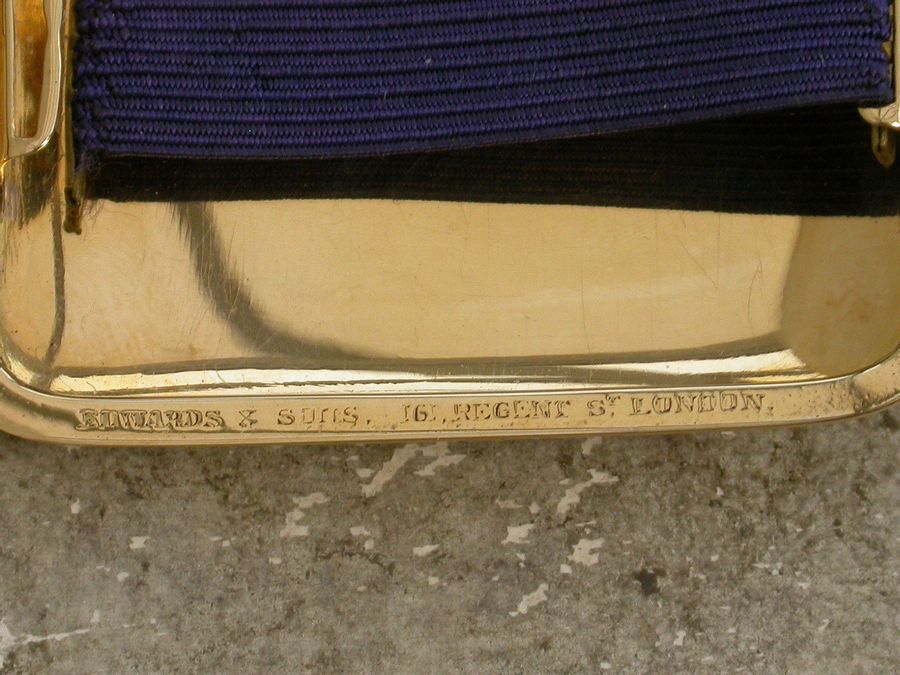 EDWARDS & SONS. 161, REGENT ST LONDON.